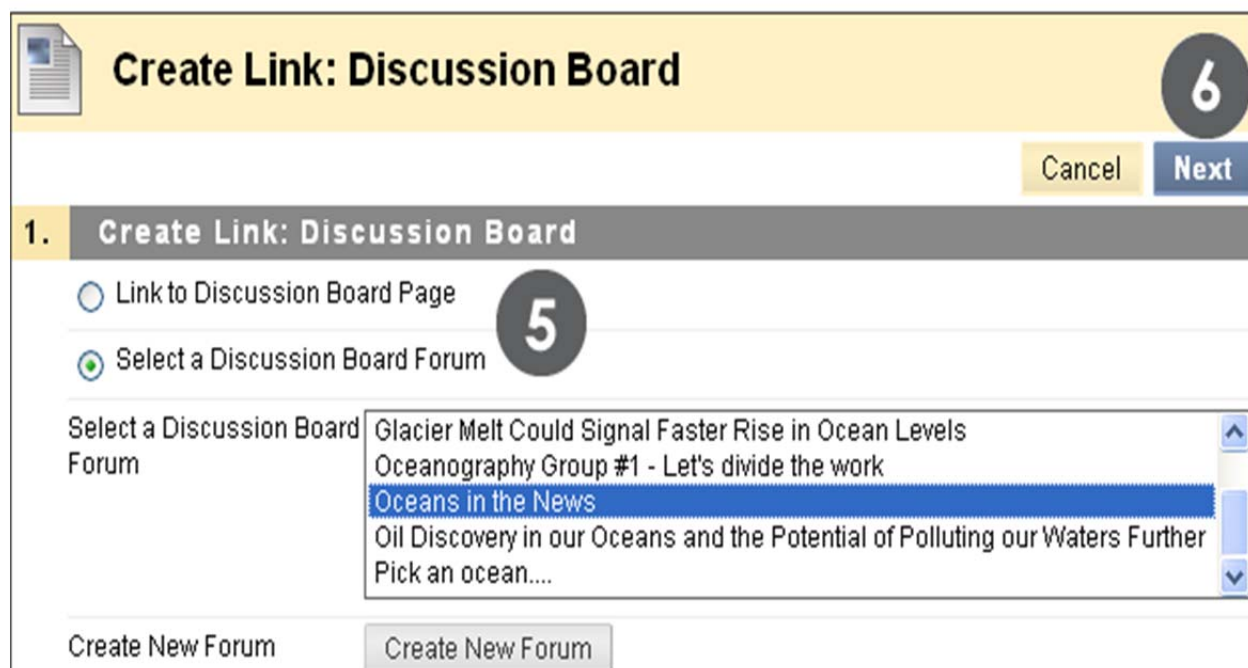 Create Link: Discussion Board
6
Cancel Next
1. Create Link: Discussion Board
Link to Discussion Board Page
5
Select a Discussion Board Forum
Select a Discussion Board Forum
Glacier Melt Could Signal Faster Rise in Ocean Levels
Oceanography Group #1 - Let's divide the work
Oceans in the News
Oil Discovery in our Oceans and the Potential of Polluting our Waters Further
Pick an ocean....
Create New Forum Create New Forum